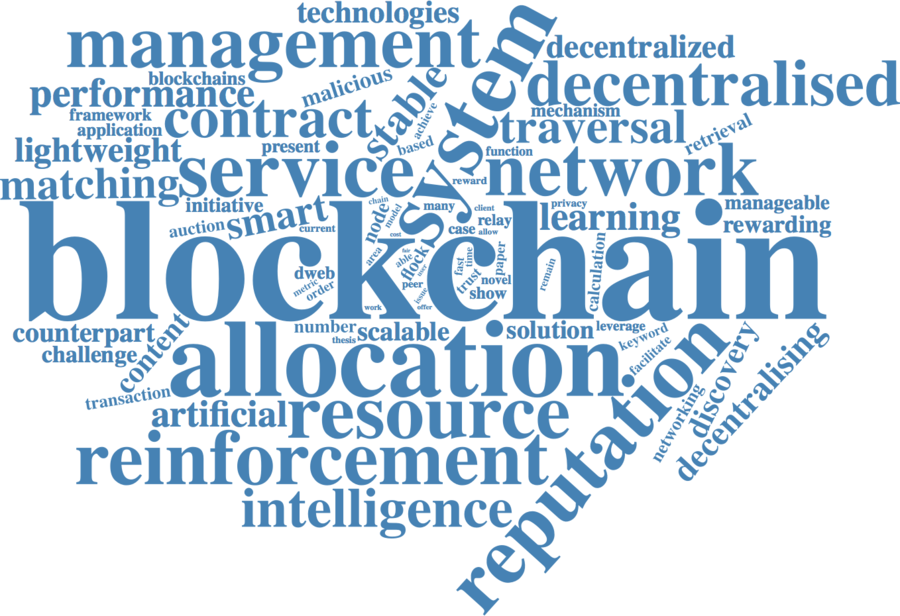 technologies
management
system
decentralized
blockchains
malicious
stable
decentralised
performance
achieve
mechanism
framework
contract
traversal
application
based
retrieval
lightweight
present
function
service
network
matching
reward
initiative
smart
chain
node
model
many
client
privacy
manageable
auction
current
relay
learning
rewarding
case
allow
cost
area
able
flock
fast
time
paper
calculation
dweb
trust
novel
remain
metric
order
peer
user
issue
show
blockchain
work
offer
counterpart
content
number
scalable
solution
leverage
challenge
thesis
keyword
allocation
facilitate
reputation
discovery
decentralising
transaction
artificial
resource
networking
reinforcement
intelligence